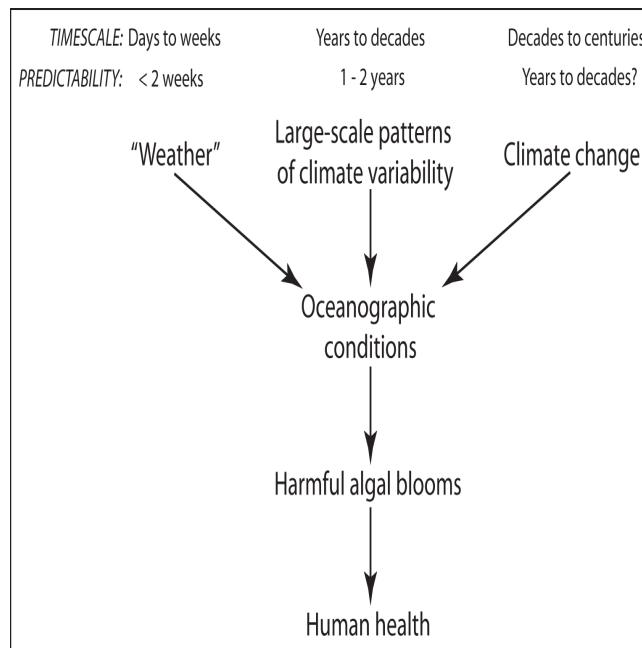 TIMESCALE: Days to weeks Years to decades Decades to centuries
PREDICTABILITY: < 2 weeks 1 - 2 years Years to decades?
“Weather”
Large-scale patterns
of climate variability
Climate change
Oceanographic
conditions
Harmful algal blooms
Human health